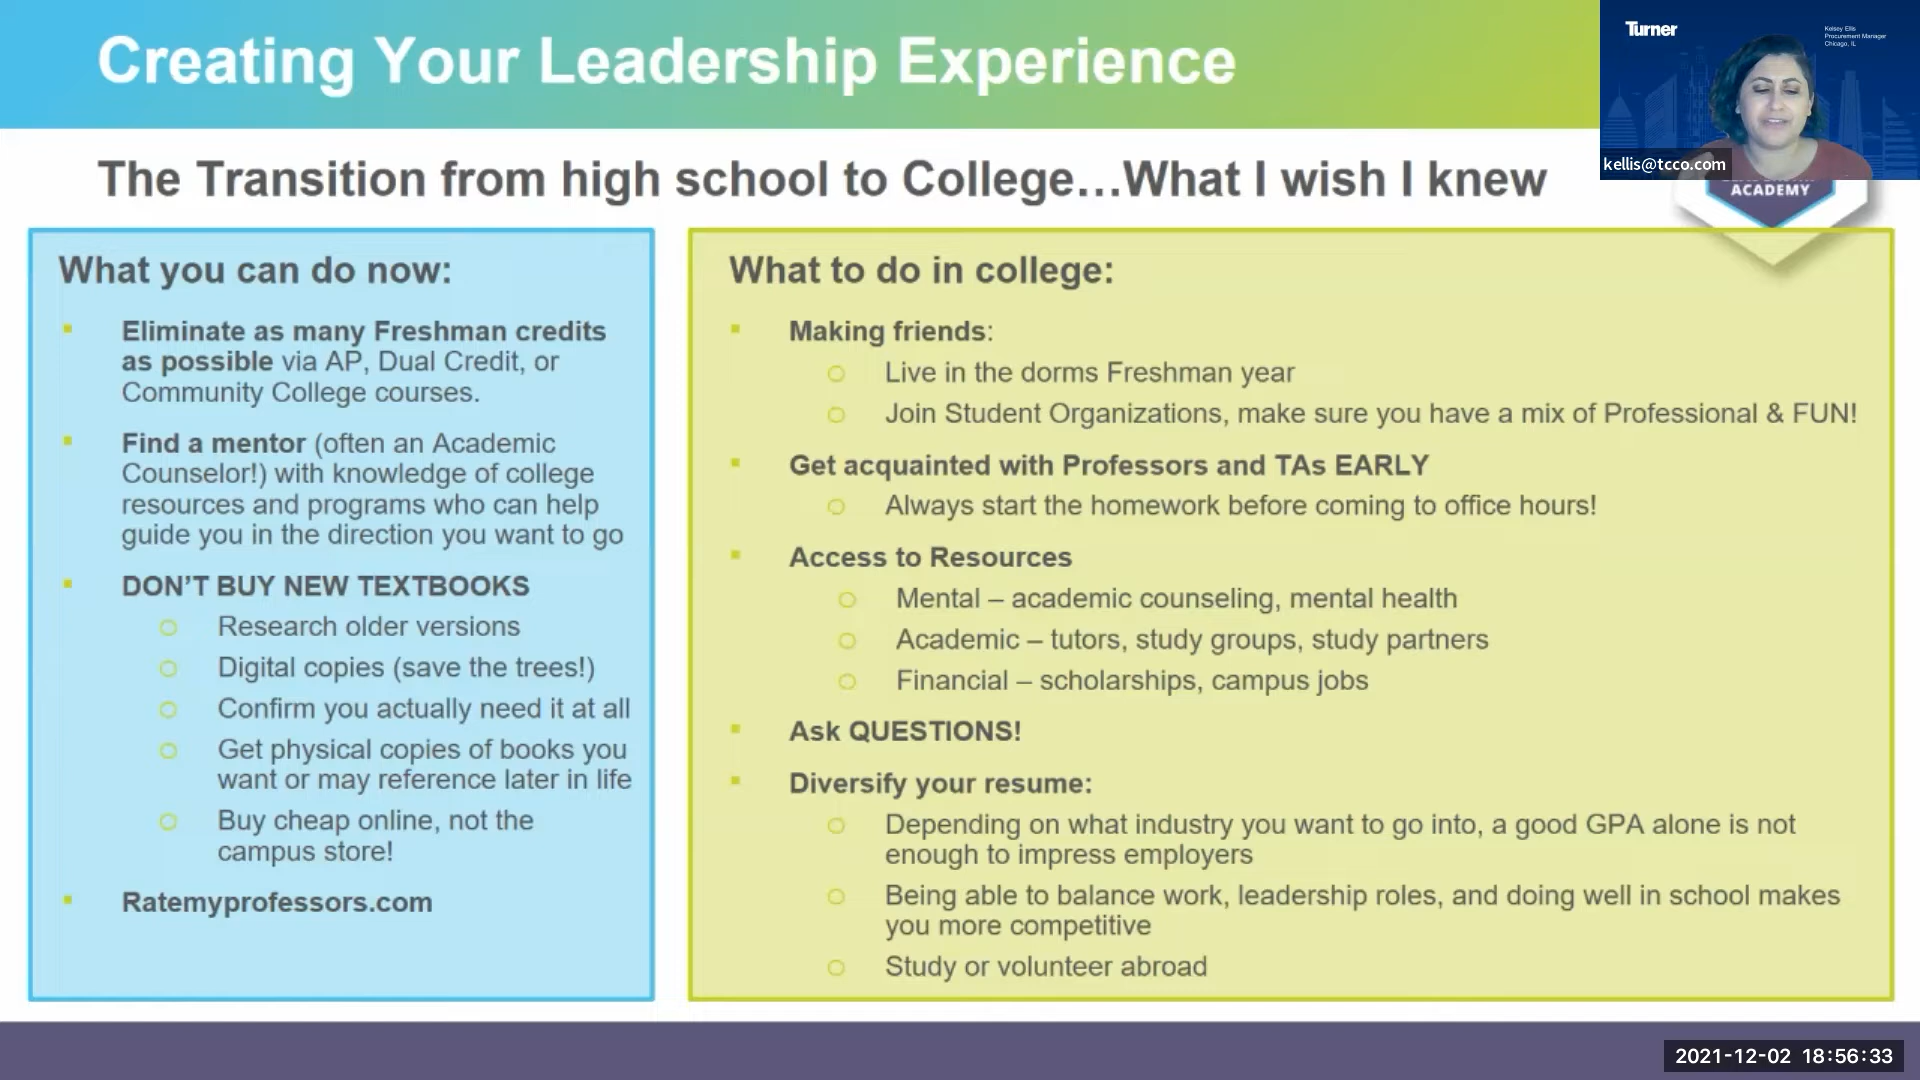 Creating Your Leadership Experience
Turner
Kelsey Ellis
Procurement Manager
Chicago, IL
kellis@tcco.com
ACADEMY
The Transition from high school to College…What I wish I knew
What you can do now:
Eliminate as many Freshman credits
as possible via AP, Dual Credit, or
Community College courses.
Find a mentor (often an Academic
Counselor!) with knowledge of college
resources and programs who can help
guide you in the direction you want to go
DON’T BUY NEW TEXTBOOKS
Research older versions
Digital copies (save the trees!)
Confirm you actually need it at all
Get physical copies of books you
want or may reference later in life
Buy cheap online, not the
campus store!
Ratemyprofessors.com
What to do in college:
Making friends:
Live in the dorms Freshman year
Join Student Organizations, make sure you have a mix of Professional & FUN!
Get acquainted with Professors and TAs EARLY
Always start the homework before coming to office hours!
Access to Resources
Mental – academic counseling, mental health
Academic – tutors, study groups, study partners
Financial – scholarships, campus jobs
Ask QUESTIONS!
Diversify your resume:
Depending on what industry you want to go into, a good GPA alone is not
enough to impress employers
Being able to balance work, leadership roles, and doing well in school makes
you more competitive
Study or volunteer abroad
2021-12-02 18:56:33